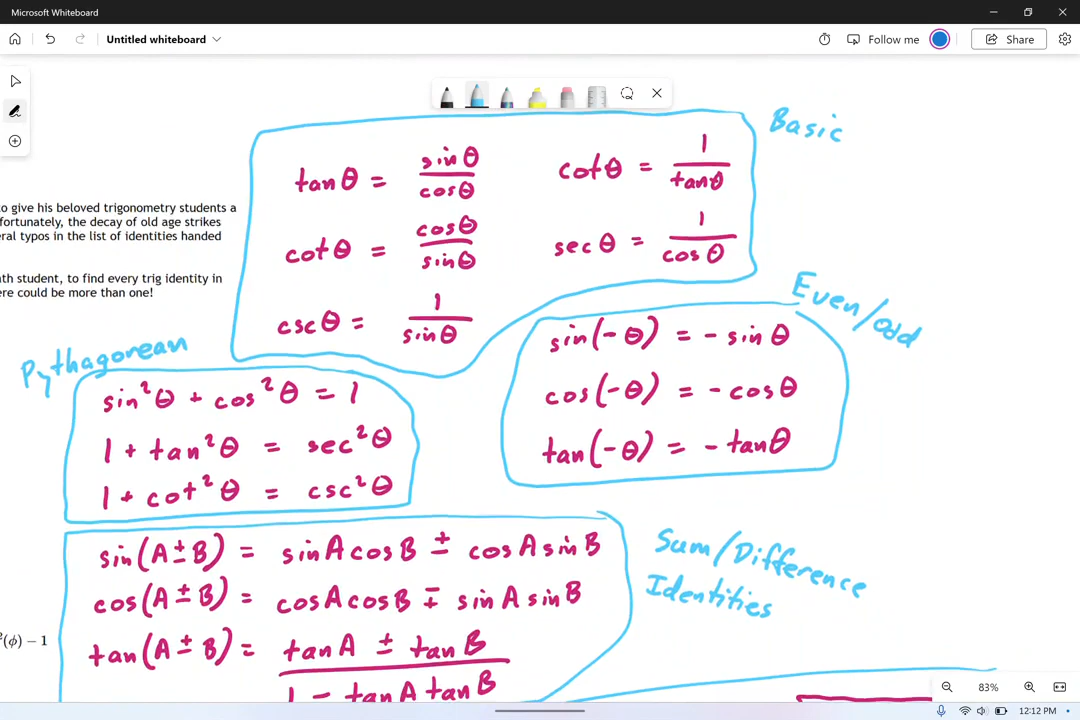 Microsoft Whiteboard
Untitled whiteboard
Follow me
Share
Basic
tanθ = sinθ/cosθ
cotθ = 1/tanθ
cotθ = cosθ/sinθ
secθ = 1/cosθ
cscθ = 1/sinθ
to give his beloved trigonometry students a
fortunately, the decay of old age strikes
eral typos in the list of identities handed
ath student, to find every trig identity in
ere could be more than one!
Even/odd
sin(-θ) = -sinθ
cos(-θ) = -cosθ
tan(-θ) = -tanθ
Pythagorean
sin²θ + cos²θ = 1
1 + tan²θ = sec²θ
1 + cot²θ = csc²θ
Sum/Difference
Identities
sin(A±B) = sinAcosB ± cosAsinB
cos(A±B) = cosAcosB ∓ sinAsinB
tan(A±B) = tanA ± tanB
1 - tanAtanB
²(ϕ) − 1
83%
12:12 PM